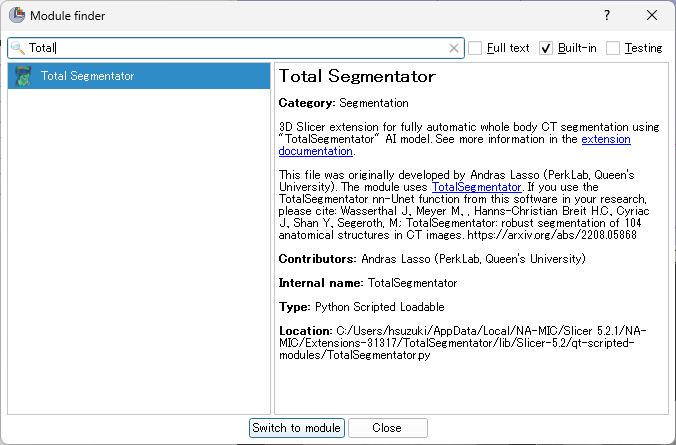 Module finder
?
Total
Full text
Built-in
Testing
Total Segmentator
Total Segmentator
Category: Segmentation
3D Slicer extension for fully automatic whole body CT segmentation using
"TotalSegmentator" AI model. See more information in the extension
documentation.
This file was originally developed by Andras Lasso (PerkLab, Queen's
University). The module uses TotalSegmentator. If you use the
TotalSegmentator nn-Unet function from this software in your research,
please cite: Wasserthal J., Meyer M., , Hanns-Christian Breit H.C., Cyriac
J., Shan Y., Segeroth, M.: TotalSegmentator: robust segmentation of 104
anatomical structures in CT images. https://arxiv.org/abs/2208.05868
Contributors: Andras Lasso (PerkLab, Queen's University)
Internal name: TotalSegmentator
Type: Python Scripted Loadable
Location: C:/Users/hsuzuki/AppData/Local/NA-MIC/Slicer 5.2.1/NA-
MIC/Extensions-31317/TotalSegmentator/lib/Slicer-5.2/qt-scripted-
modules/TotalSegmentator.py
Switch to module
Close